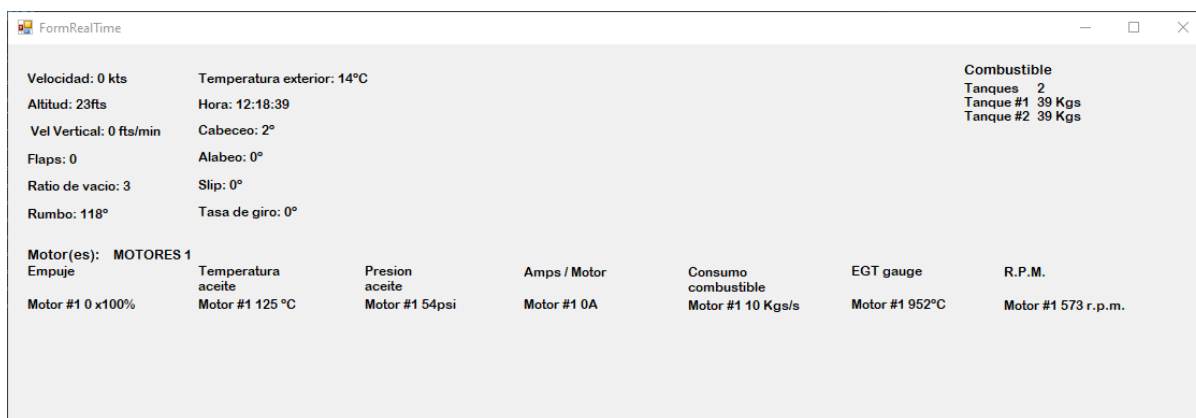 FormRealTime
Velocidad: 0 kts
Temperatura exterior: 14ºC
Altitud: 23fts
Hora: 12:18:39
Vel Vertical: 0 fts/min
Cabeceo: 2º
Flaps: 0
Alabeo: 0º
Ratio de vacio: 3
Slip: 0º
Rumbo: 118º
Tasa de giro: 0º
Combustible
Tanques 2
Tanque #1 39 Kgs
Tanque #2 39 Kgs
Motor(es): MOTORES 1
Empuje
Motor #1 0 x100%
Temperatura
aceite
Motor #1 125 ºC
Presion
aceite
Motor #1 54psi
Amps / Motor
Motor #1 0A
Consumo
combustible
Motor #1 10 Kgs/s
EGT gauge
Motor #1 952ºC
R.P.M.
Motor #1 573 r.p.m.